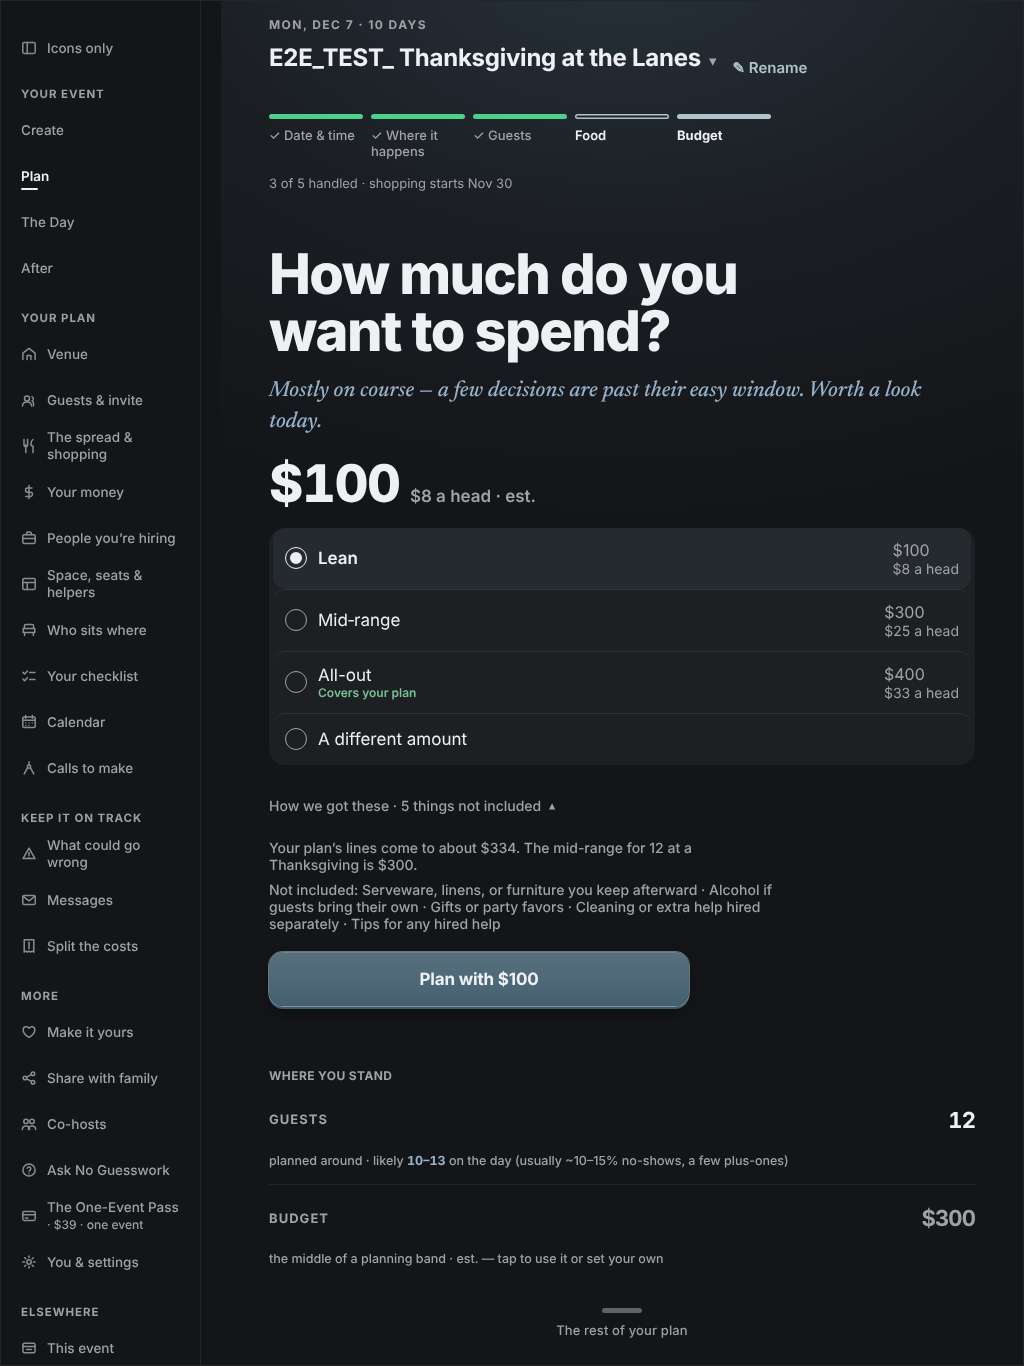 Icons only
YOUR EVENT
Create
Plan
The Day
After
YOUR PLAN
Venue
Guests & invite
The spread &
shopping
Your money
People you're hiring
Space, seats &
helpers
Who sits where
Your checklist
Calendar
Calls to make
KEEP IT ON TRACK
What could go
wrong
Messages
Split the costs
MORE
Make it yours
Share with family
Co-hosts
Ask No Guesswork
The One-Event Pass
· $39 · one event
You & settings
ELSEWHERE
This event
MON, DEC 7 · 10 DAYS
E2E_TEST_ Thanksgiving at the Lanes ▾ ✎ Rename
✓ Date & time
✓ Where it
happens
✓ Guests
Food
Budget
3 of 5 handled · shopping starts Nov 30
How much do you
want to spend?
Mostly on course — a few decisions are past their easy window. Worth a look
today.
$100 $8 a head · est.
Lean
$100
$8 a head
Mid-range
$300
$25 a head
All-out
Covers your plan
$400
$33 a head
A different amount
How we got these · 5 things not included ▴
Your plan's lines come to about $334. The mid-range for 12 at a
Thanksgiving is $300.
Not included: Serveware, linens, or furniture you keep afterward · Alcohol if
guests bring their own · Gifts or party favors · Cleaning or extra help hired
separately · Tips for any hired help
Plan with $100
WHERE YOU STAND
GUESTS 12
planned around · likely 10–13 on the day (usually ~10–15% no-shows, a few plus-ones)
BUDGET $300
the middle of a planning band · est. — tap to use it or set your own
The rest of your plan